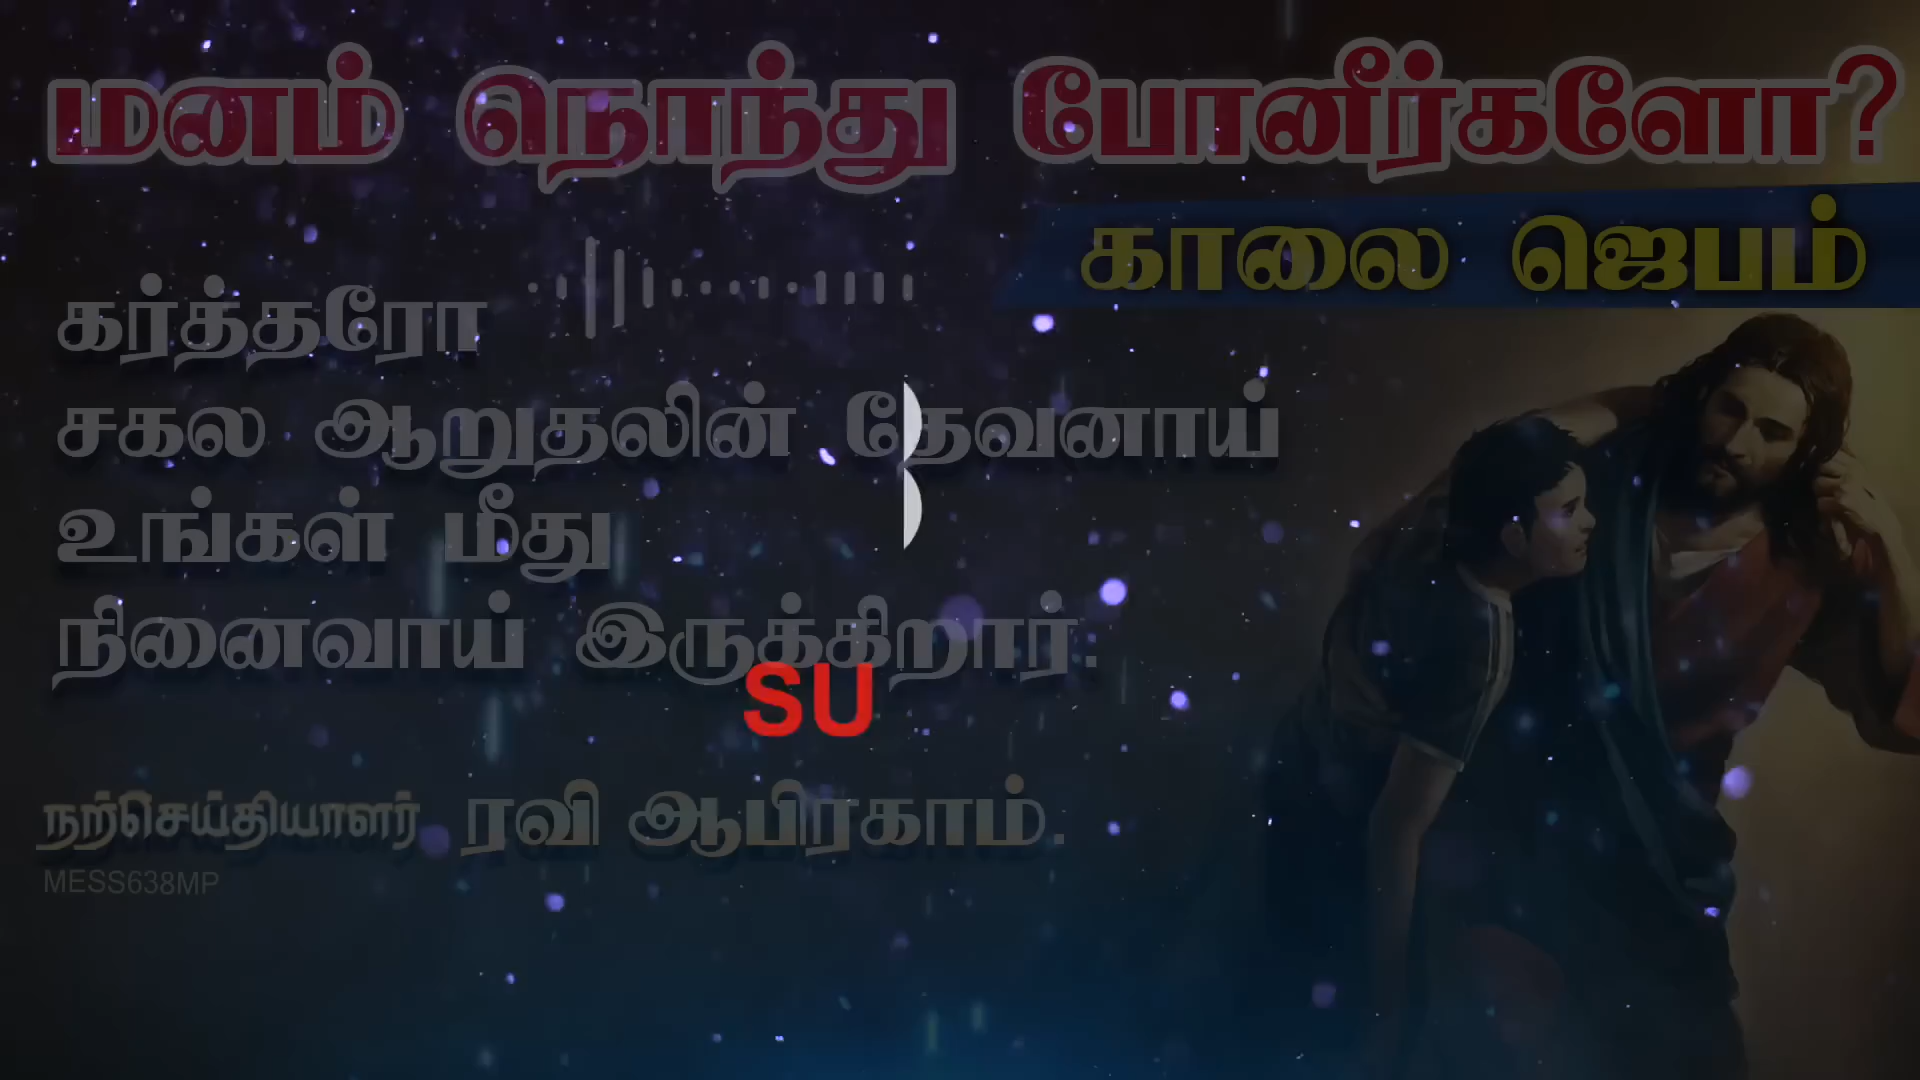 மனம் நொந்து போனீர்களோ?
காலை ஜெபம்
கர்த்தரோ
சகல ஆறுதலின் தேவனாய்
உங்கள் மீது
நினைவாய் இருக்கிறார்.
SU
நற்செய்தியாளர் ரவி ஆபிரகாம்.
MESS638MP